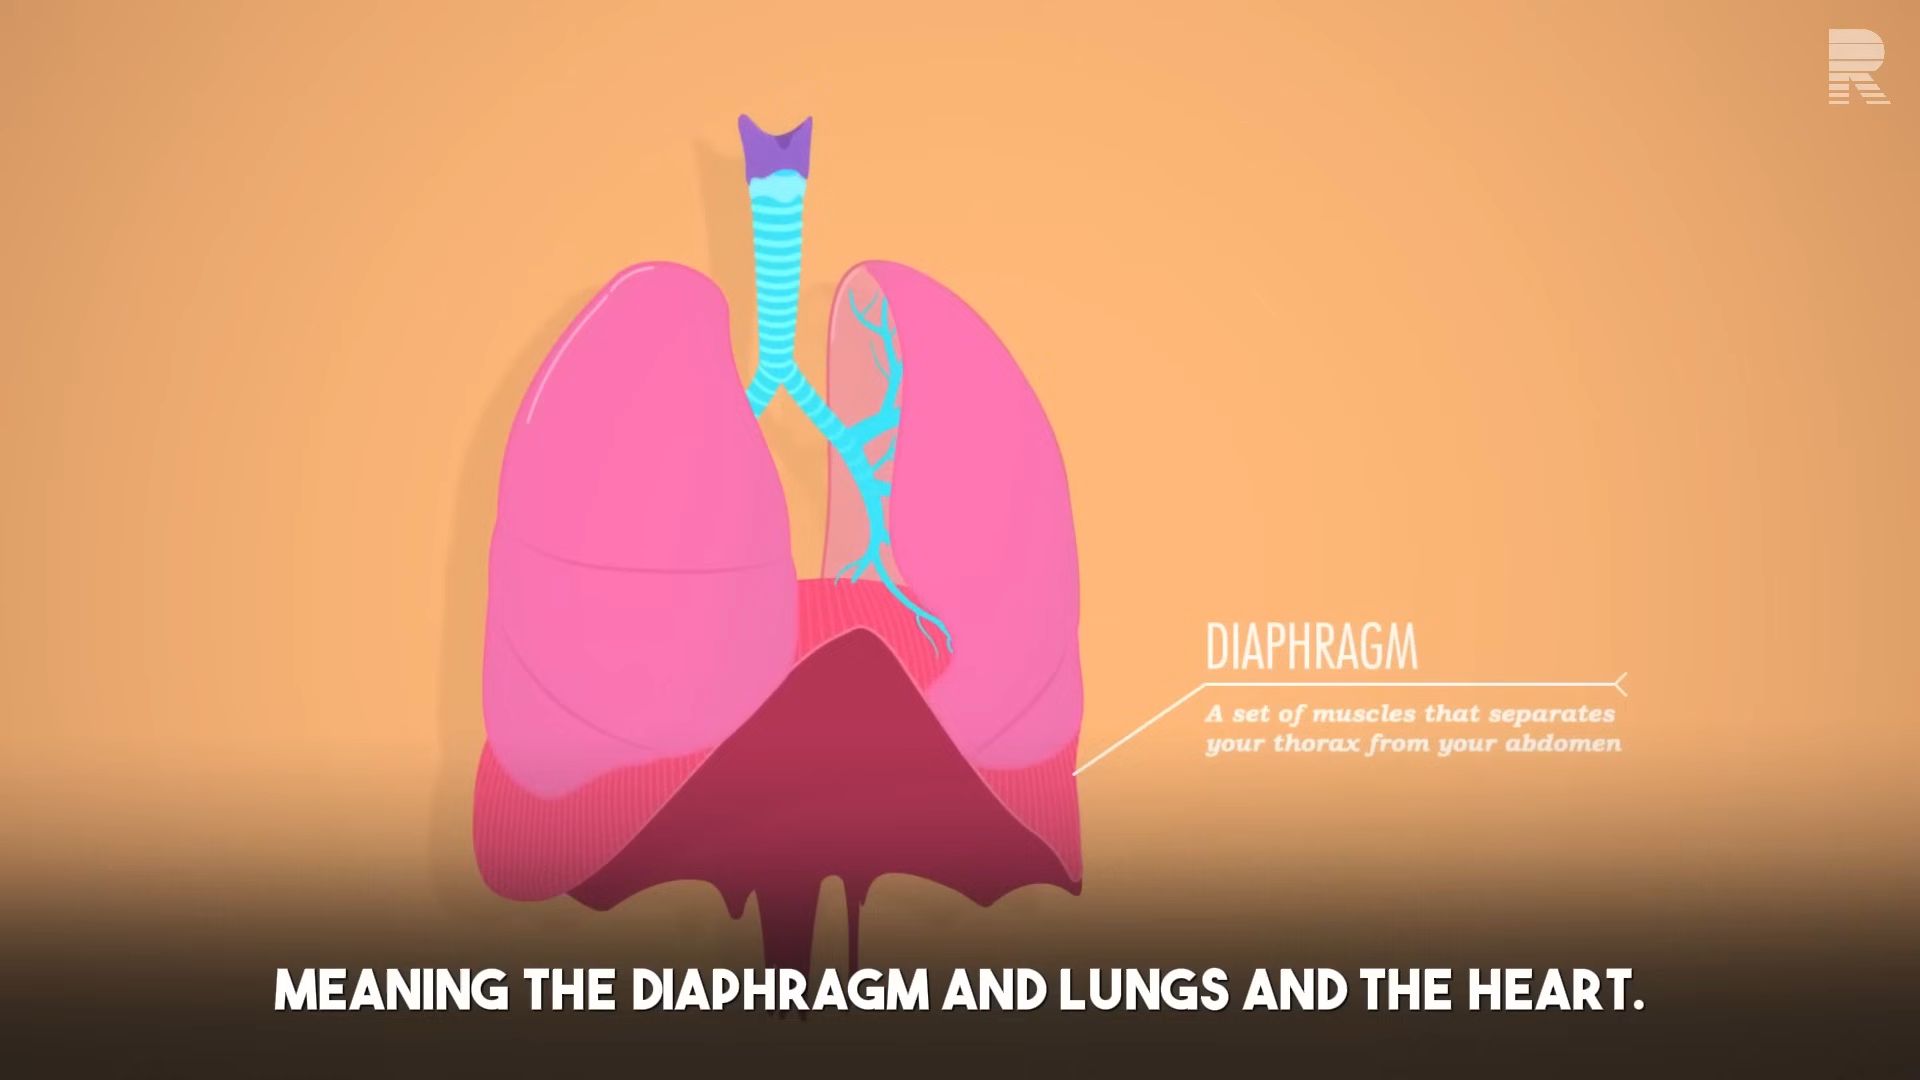 R
DIAPHRAGM
A set of muscles that separates
your thorax from your abdomen
MEANING THE DIAPHRAGM AND LUNGS AND THE HEART.